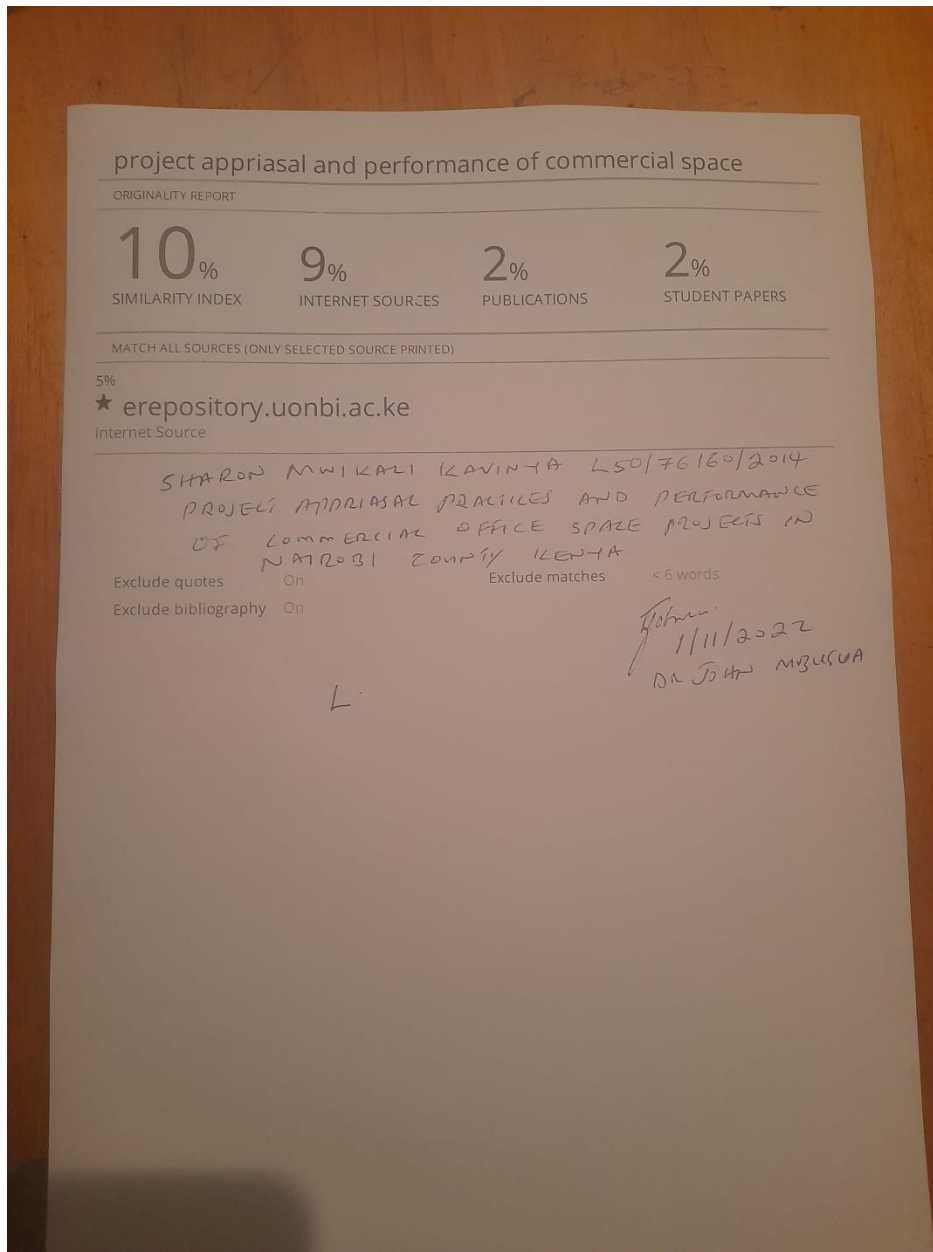 project appriasal and performance of commercial space
ORIGINALITY REPORT
10% 9% 2% 2%
SIMILARITY INDEX INTERNET SOURCES PUBLICATIONS STUDENT PAPERS
MATCH ALL SOURCES (ONLY SELECTED SOURCE PRINTED)
5%
★ erepository.uonbi.ac.ke
Internet Source
SHARON MWIKALI KAVINYA L50/76160/2014
PROJECT APPRIASAL PRACTICES AND PERFORMANCE
OF COMMERCIAL OFFICE SPACE PROJECTS IN
NAIROBI COUNTY KENYA
Exclude quotes On Exclude matches < 6 words
Exclude bibliography On
1/11/2022
DR JOHN MBUGUA
L